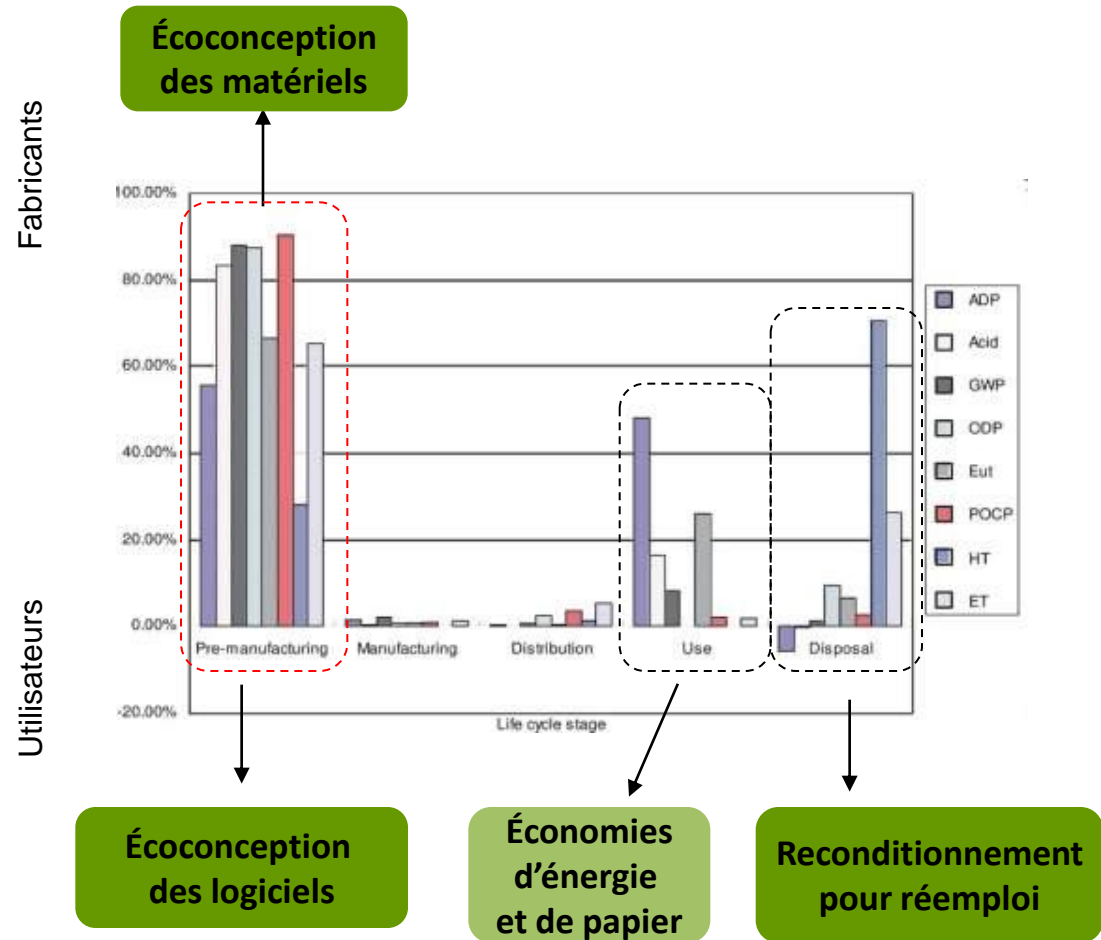 Écoconception
des matériels
Fabricants
100.00%
80.00%
60.00%
40.00%
20.00%
0.00%
-20.00%
Pre-manufacturing
Manufacturing
Distribution
Use
Disposal
Life cycle stage
ADP
Acid
GWP
ODP
Eut
POCP
HT
ET
Utilisateurs
Écoconception
des logiciels
Économies
d'énergie
et de papier
Reconditionnement
pour réemploi